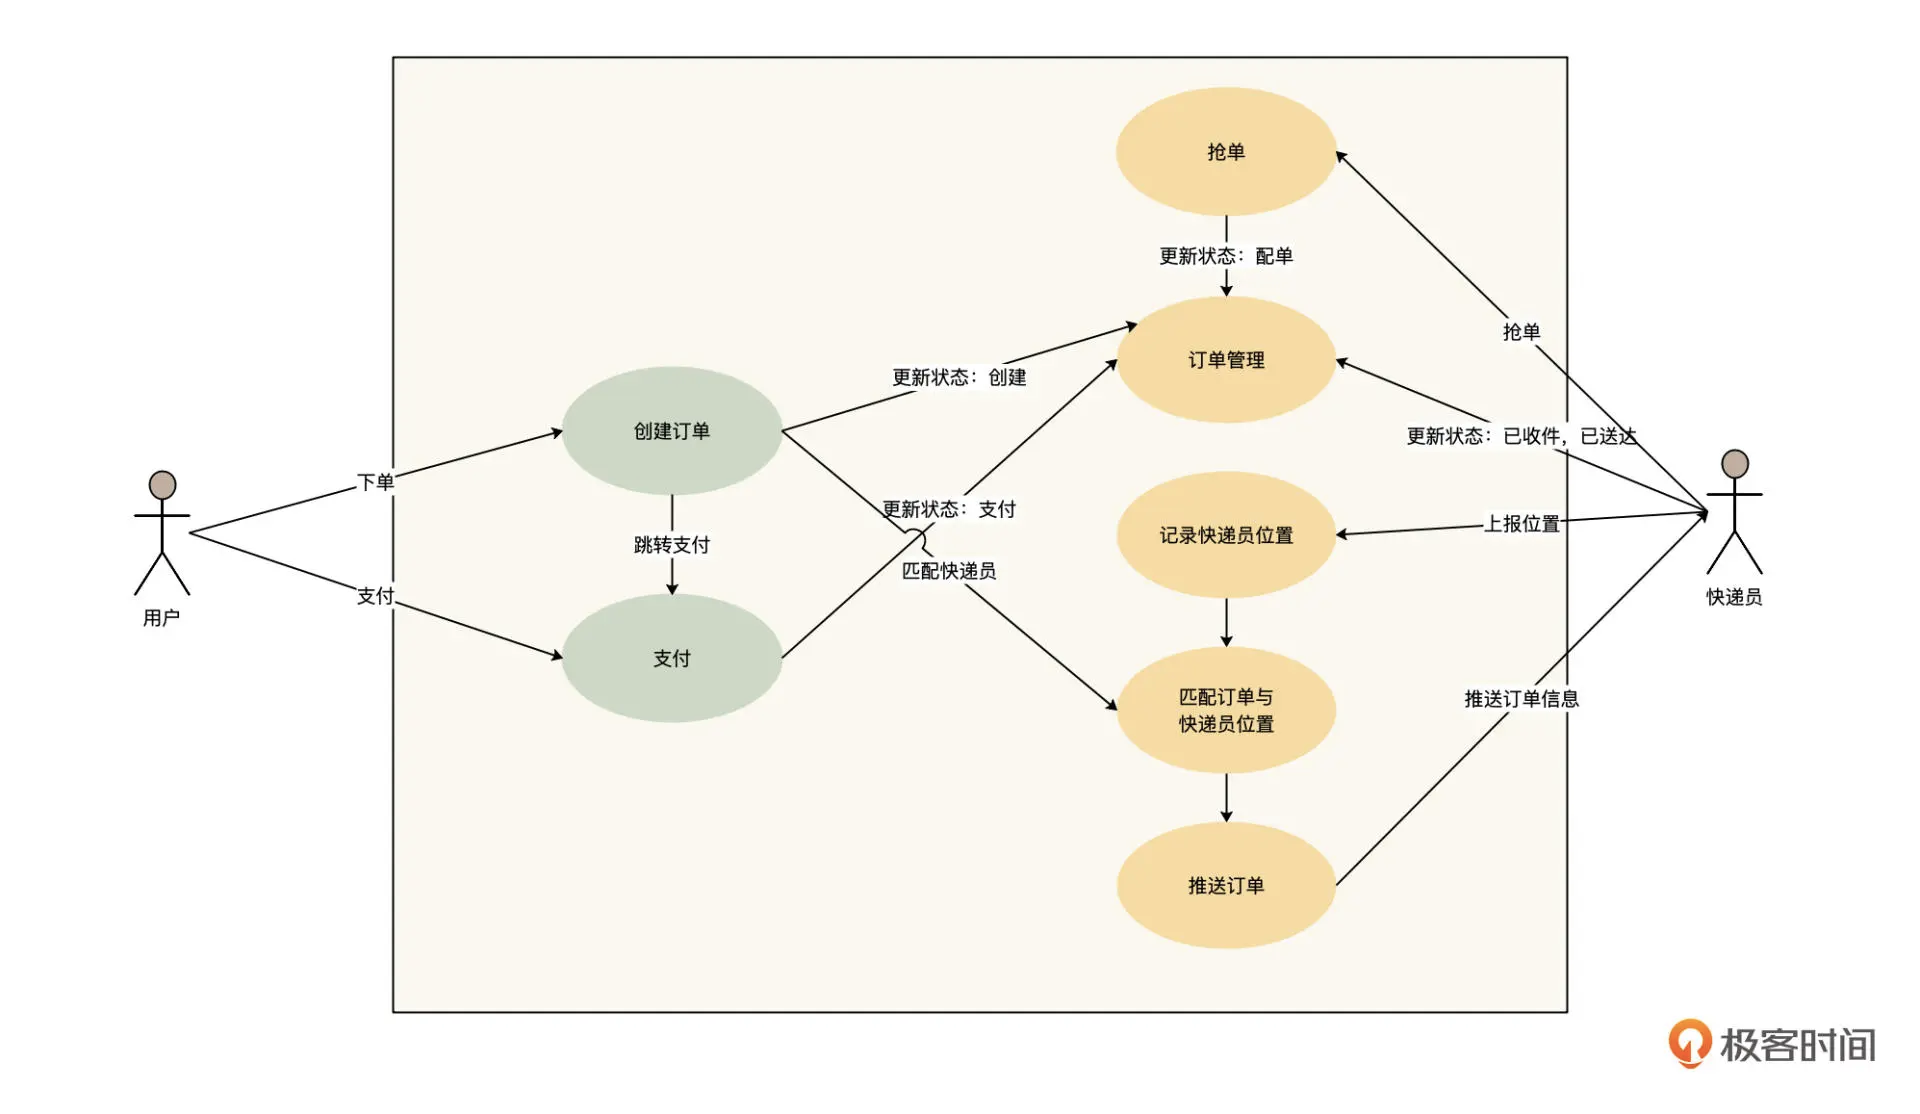 抢单
更新状态：配单
抢单
订单管理
更新状态：创建
创建订单
更新状态：已收件，已送达
下单
更新状态：支付
上报位置
记录快递员位置
跳转支付
匹配快递员
支付
快递员
用户
支付
匹配订单与
快递员位置
推送订单信息
推送订单
极客时间